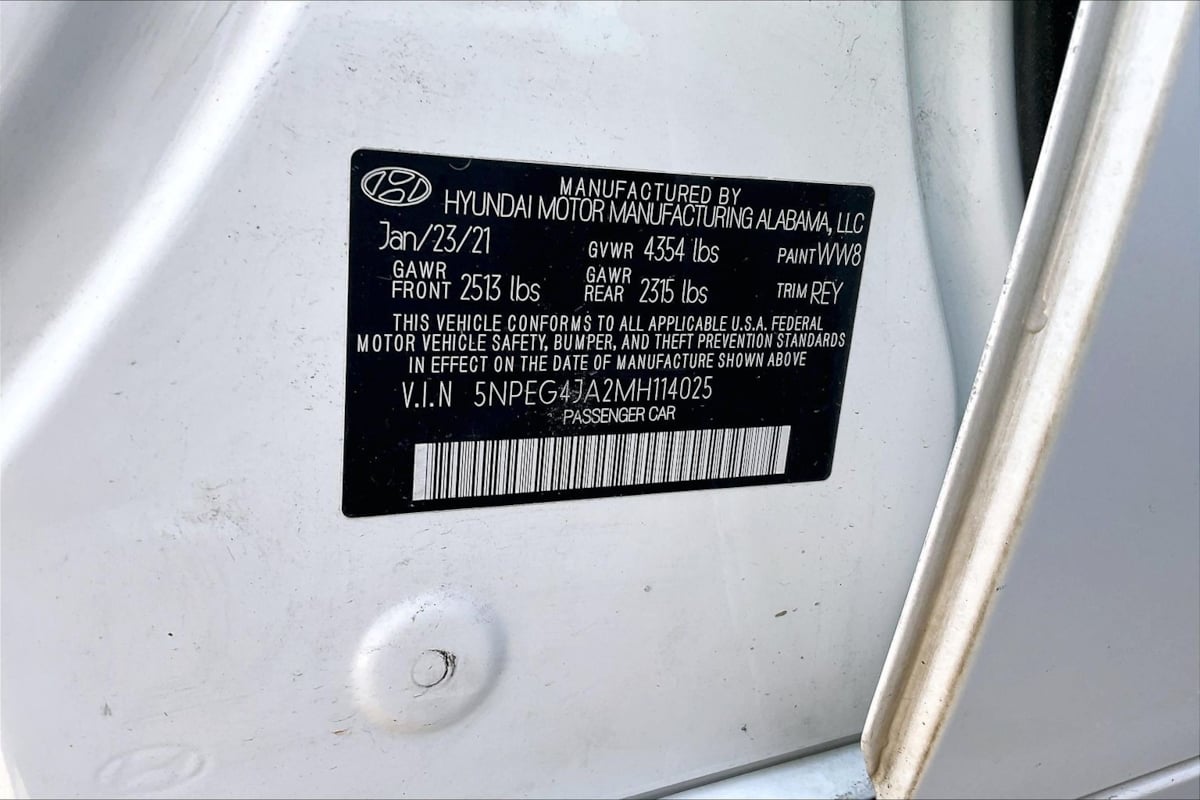 MANUFACTURED BY
HYUNDAI MOTOR MANUFACTURING ALABAMA, LLC
Jan/23/21 GVWR 4354 lbs PAINT WW8
GAWR FRONT 2513 lbs GAWR REAR 2315 lbs TRIM REY
THIS VEHICLE CONFORMS TO ALL APPLICABLE U.S.A. FEDERAL
MOTOR VEHICLE SAFETY, BUMPER, AND THEFT PREVENTION STANDARDS
IN EFFECT ON THE DATE OF MANUFACTURE SHOWN ABOVE
V.I.N 5NPEG4JA2MH114025
PASSENGER CAR